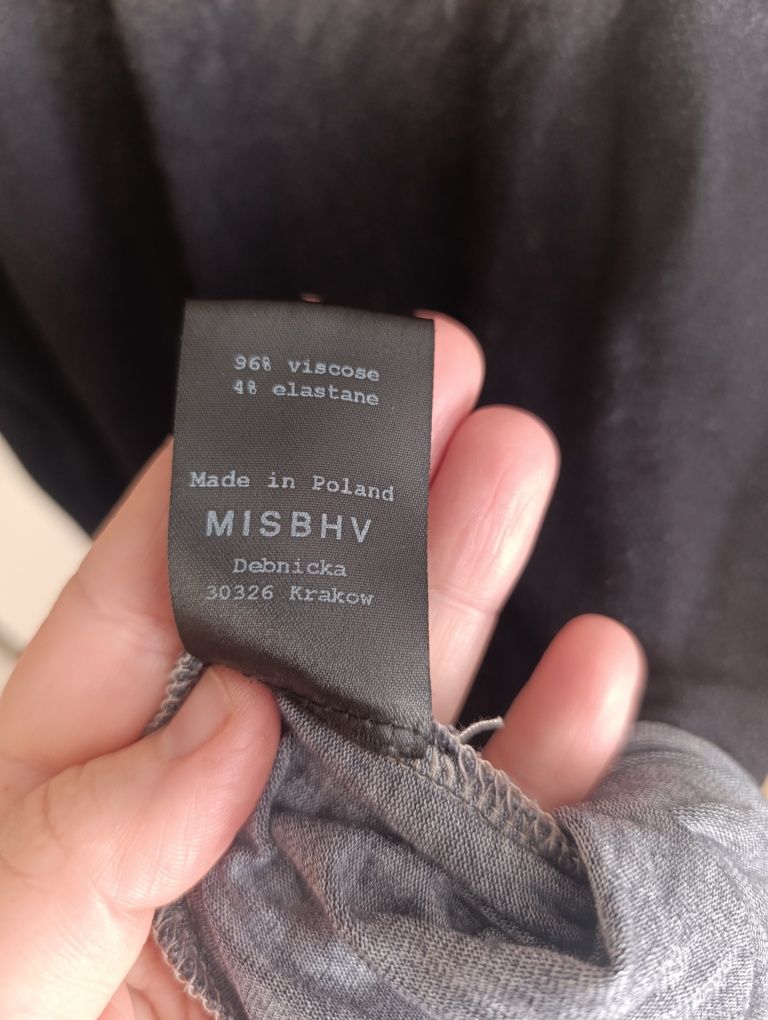 96% viscose
4% elastane
Made in Poland
MISBHV
Debnicka
30326 Krakow